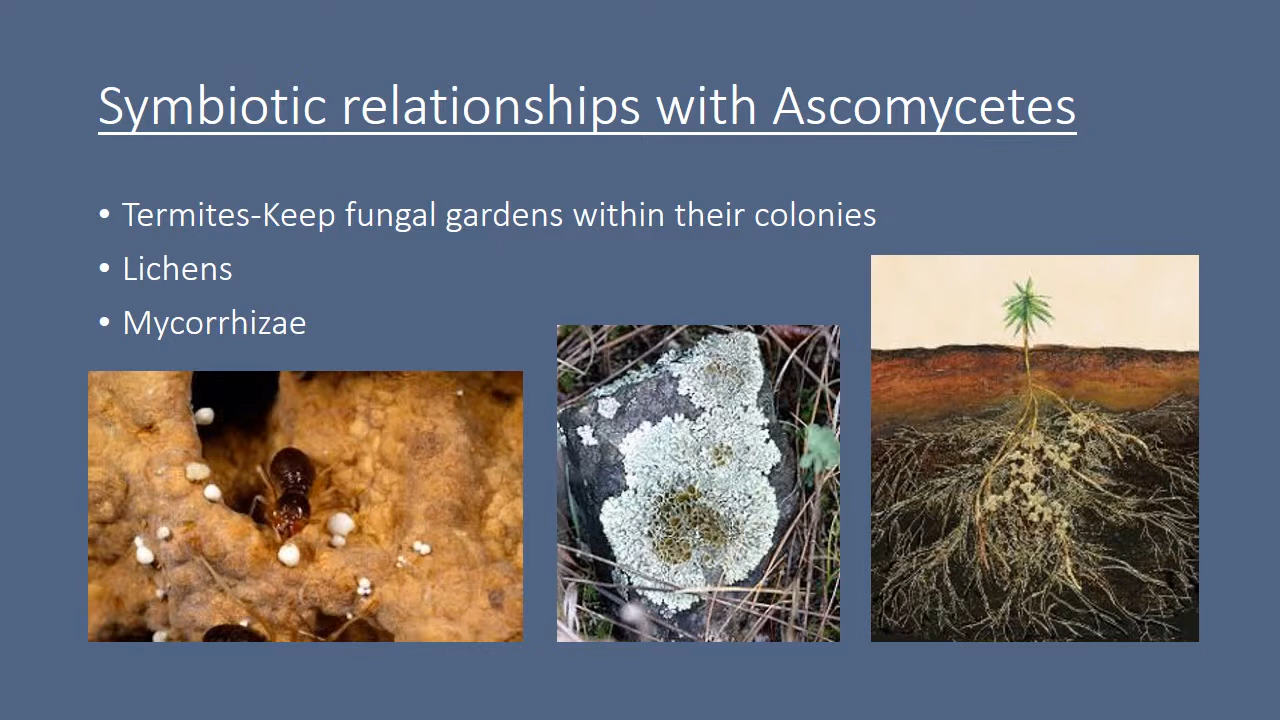 Symbiotic relationships with Ascomycetes
• Termites-Keep fungal gardens within their colonies
• Lichens
• Mycorrhizae